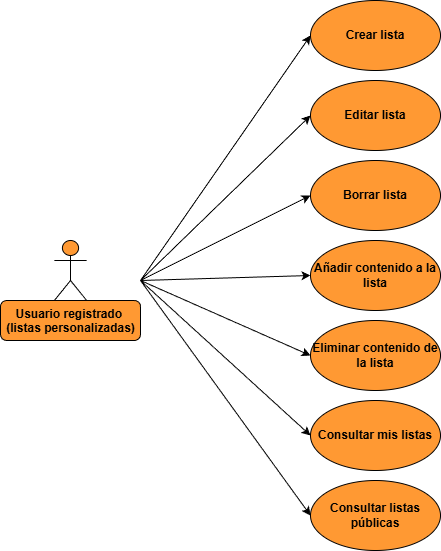 Crear lista
Editar lista
Borrar lista
Añadir contenido a la
lista
Eliminar contenido de
la lista
Consultar mis listas
Consultar listas
públicas
Usuario registrado
(listas personalizadas)